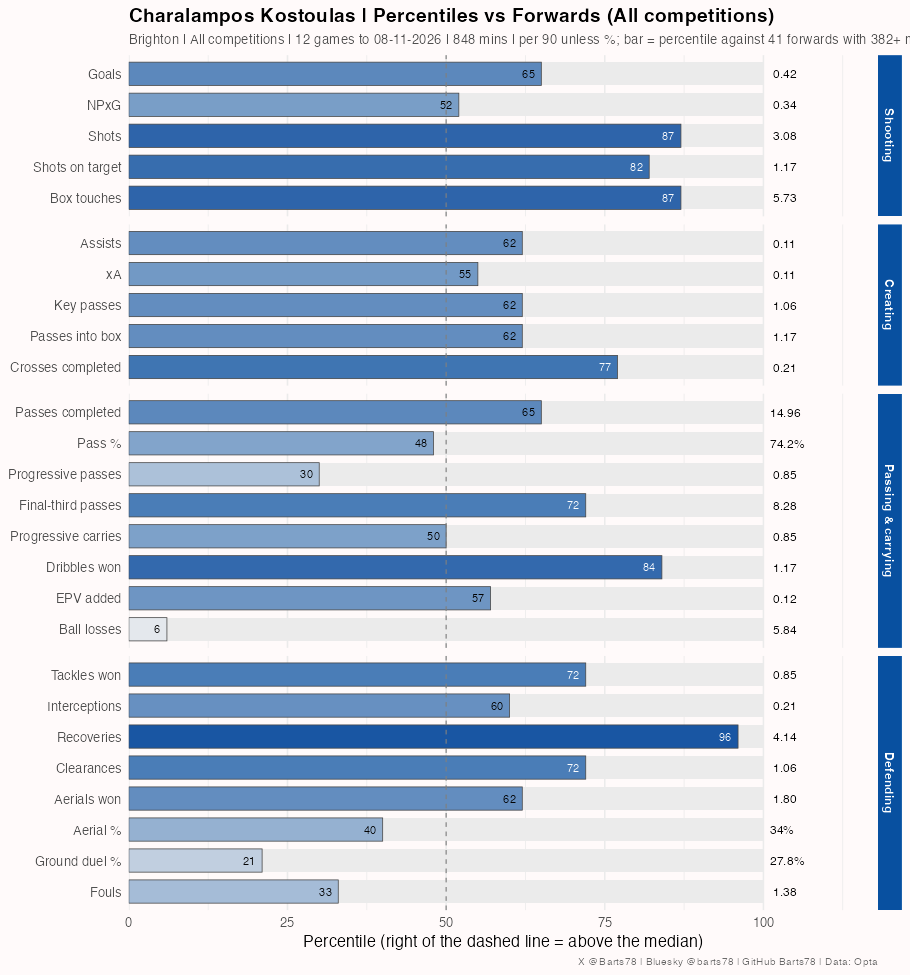 Charalampos Kostoulas | Percentiles vs Forwards (All competitions)
Brighton | All competitions | 12 games to 08-11-2026 | 848 mins | per 90 unless %; bar = percentile against 41 forwards with 382+
Goals 65 0.42
NPxG 52 0.34
Shots 87 3.08
Shots on target 82 1.17
Box touches 87 5.73
Shooting
Assists 62 0.11
xA 55 0.11
Key passes 62 1.06
Passes into box 62 1.17
Crosses completed 77 0.21
Creating
Passes completed 65 14.96
Pass % 48 74.2%
Progressive passes 30 0.85
Final-third passes 72 8.28
Progressive carries 50 0.85
Dribbles won 84 1.17
EPV added 57 0.12
Ball losses 6 5.84
Passing & carrying
Tackles won 72 0.85
Interceptions 60 0.21
Recoveries 96 4.14
Clearances 72 1.06
Aerials won 62 1.80
Aerial % 40 34%
Ground duel % 21 27.8%
Fouls 33 1.38
Defending
0 25 50 75 100
Percentile (right of the dashed line = above the median)
X @Barts78 | Bluesky @barts78 | GitHub Barts78 | Data: Opta